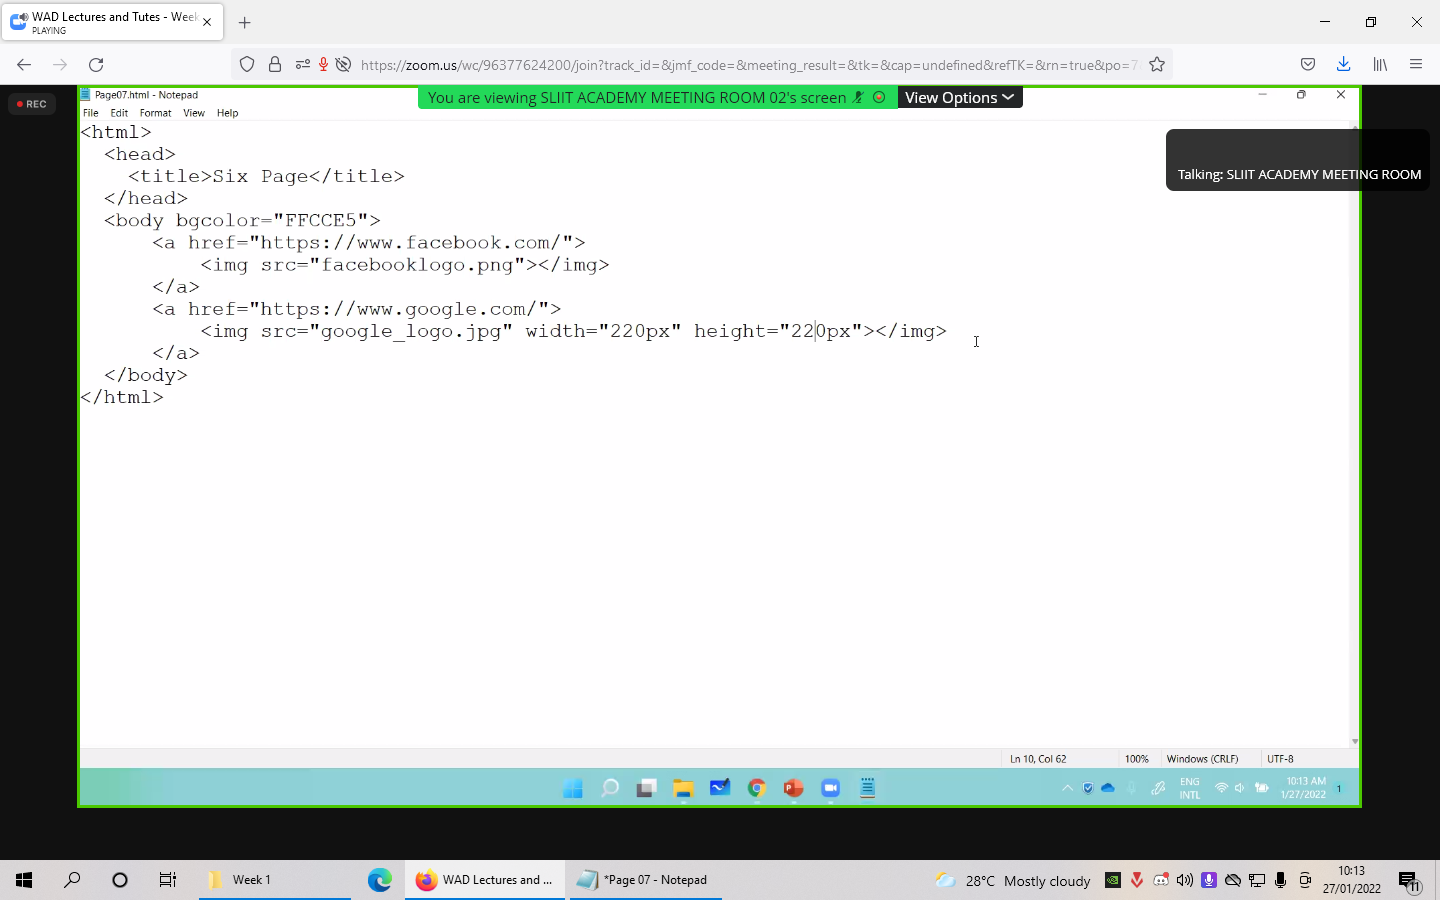 WAD Lectures and Tutes - Week
PLAYING
https://zoom.us/wc/96377624200/join?track_id=&jmf_code=&meeting_result=&tk=&cap=undefined&refTK=&rn=true&po=7
REC
Page07.html - Notepad
You are viewing SLIIT ACADEMY MEETING ROOM 02's screen
View Options
File Edit Format View Help
Talking: SLIIT ACADEMY MEETING ROOM
<html>
<head>
<title>Six Page</title>
</head>
<body bgcolor="FFCCE5">
<a href="https://www.facebook.com/">
<img src="facebooklogo.png"></img>
</a>
<a href="https://www.google.com/">
<img src="google_logo.jpg" width="220px" height="220px"></img>
</a>
</body>
</html>
Ln 10, Col 62 100% Windows (CRLF) UTF-8
ENG
INTL
10:13 AM
1/27/2022
1
Week 1
WAD Lectures and ...
*Page 07 - Notepad
28°C Mostly cloudy
10:13
27/01/2022
11